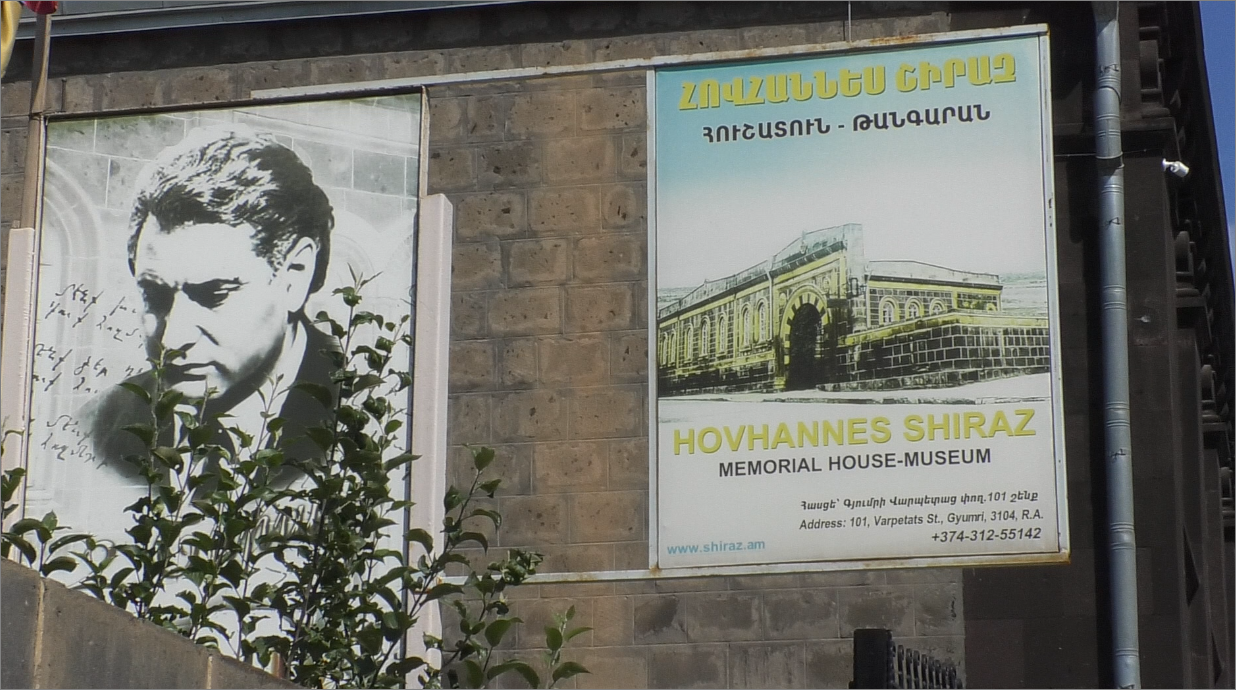 ՀՈՎՀԱՆՆԵՍ ՇԻՐԱԶ
ՀՈՒՇԱՏՈՒՆ - ԹԱՆԳԱՐԱՆ
HOVHANNES SHIRAZ
MEMORIAL HOUSE-MUSEUM
Հասցե՝ Գյումրի Վարպետաց փող.101 շենք
Address: 101, Varpetats St., Gyumri, 3104, R.A.
+374-312-55142
www.shiraz.am